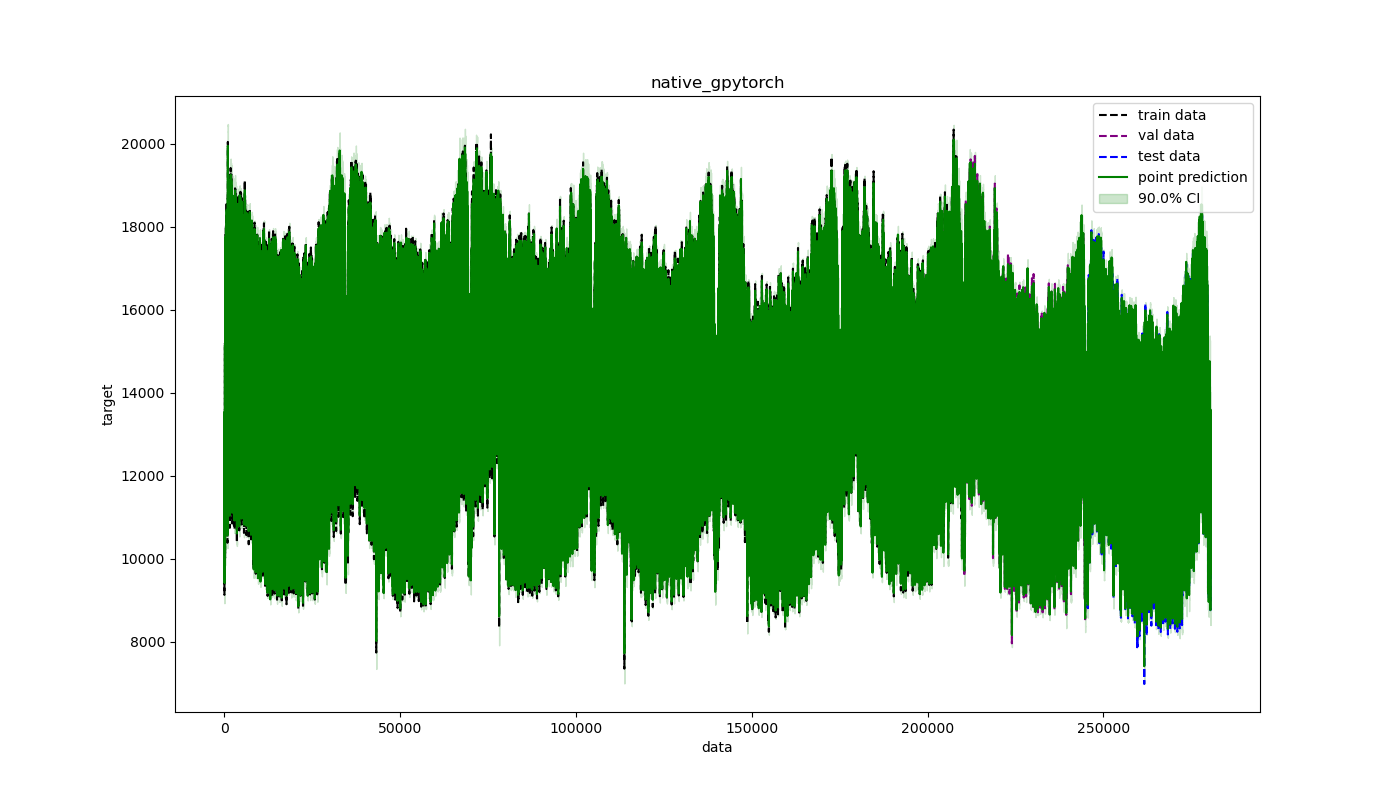 native_gpytorch
train data
val data
test data
point prediction
90.0% CI
target
20000
18000
16000
14000
12000
10000
8000
0
50000
100000
150000
200000
250000
data